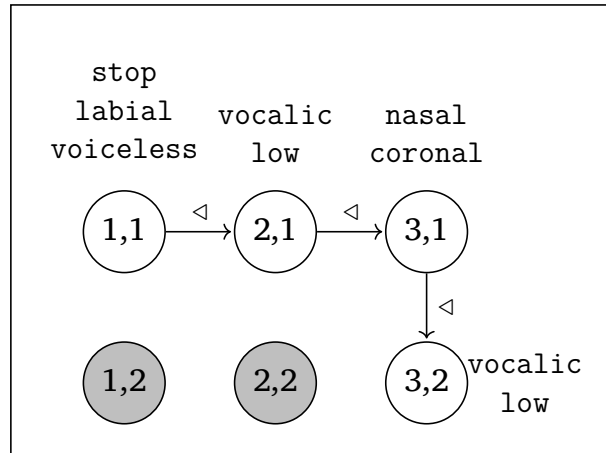 stop
labial
voiceless
vocalic
low
nasal
coronal
1,1
◁
2,1
◁
3,1
◁
1,2
2,2
3,2
vocalic
low